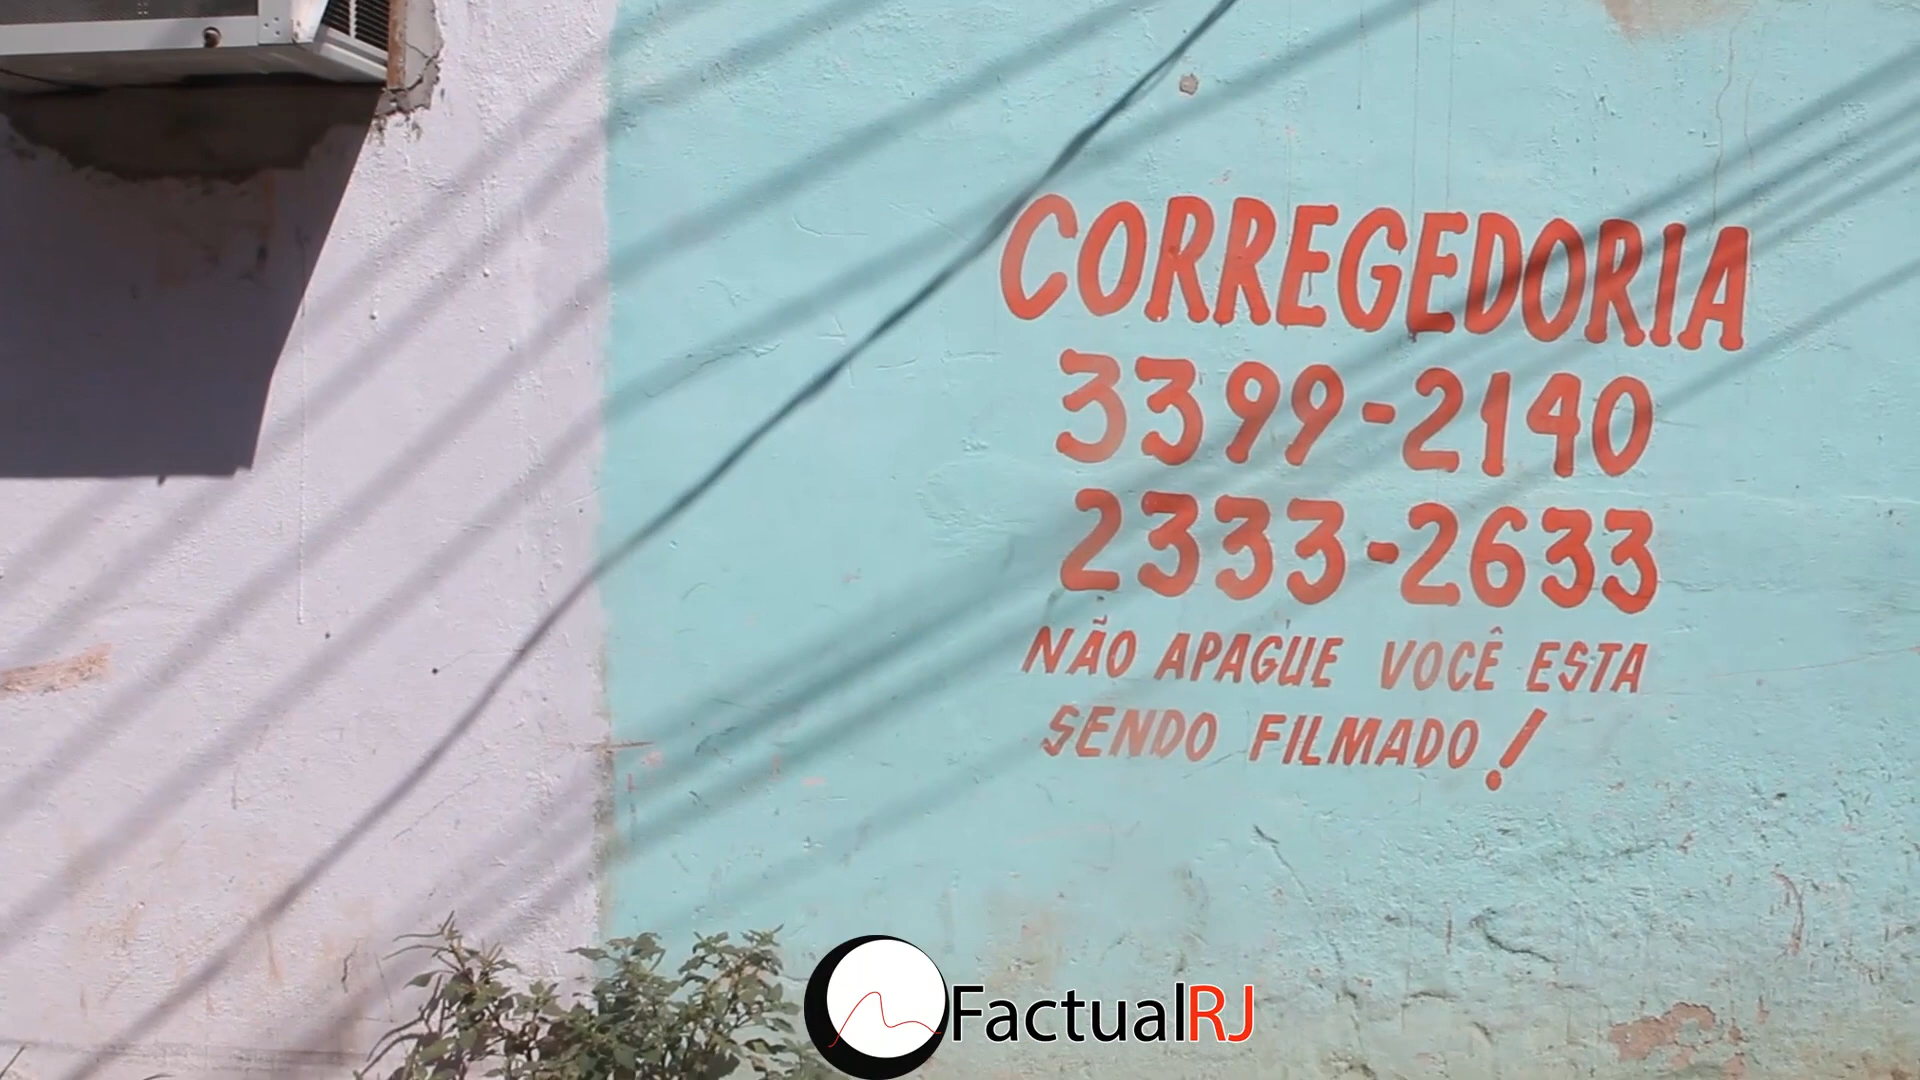 CORREGEDORIA
3399-2140
2333-2633
NÃO APAGUE VOCÊ ESTA
SENDO FILMADO!
FactualRJ